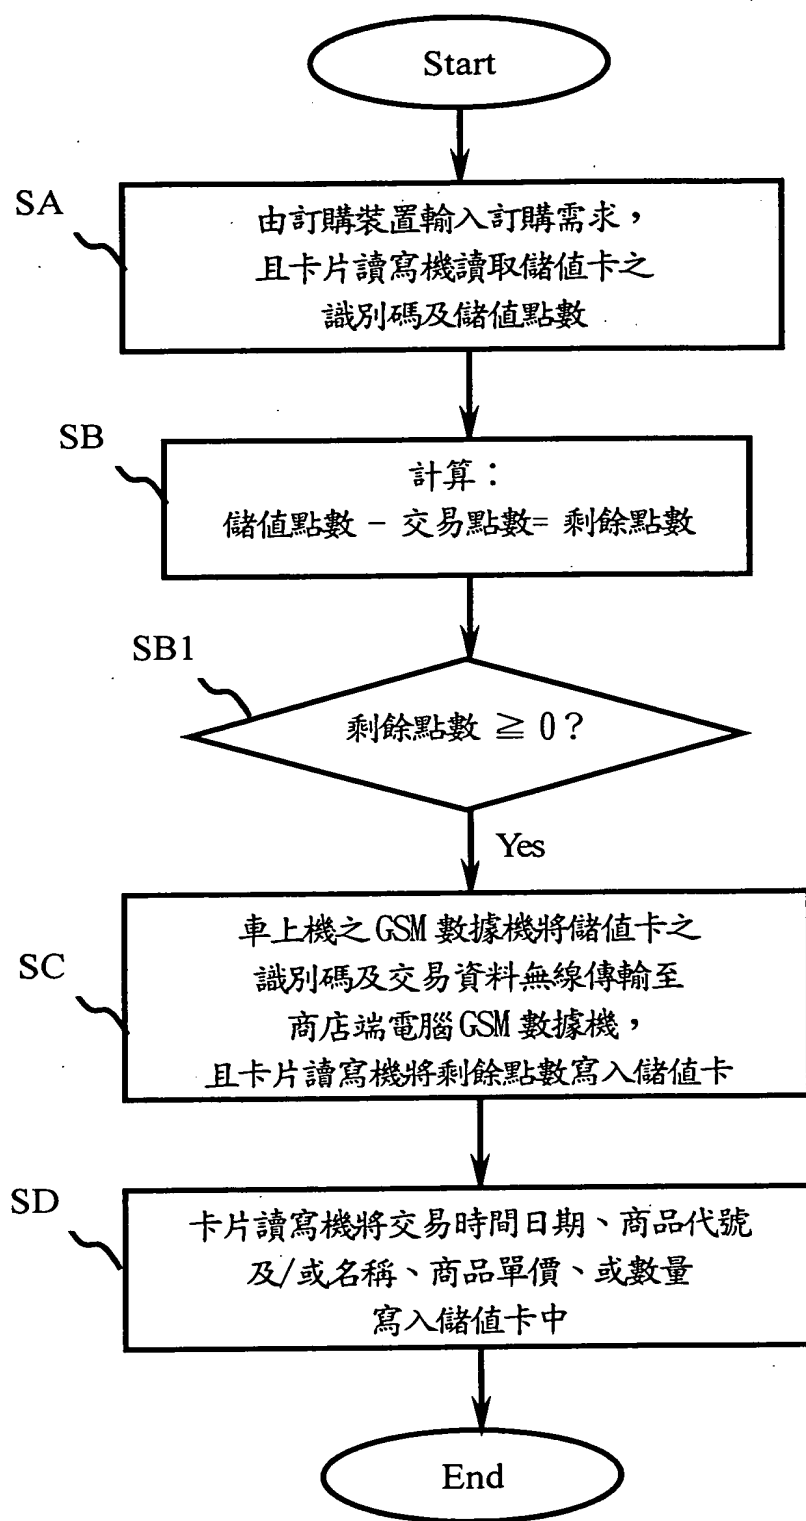 Start
SA
由訂購裝置輸入訂購需求，
且卡片讀寫機讀取儲值卡之
識別碼及儲值點數
SB
計算：
儲值點數 – 交易點數= 剩餘點數
SB1
剩餘點數 ≧ 0？
Yes
SC
車上機之 GSM 數據機將儲值卡之
識別碼及交易資料無線傳輸至
商店端電腦 GSM 數據機，
且卡片讀寫機將剩餘點數寫入儲值卡
SD
卡片讀寫機將交易時間日期、商品代號
及/或名稱、商品單價、或數量
寫入儲值卡中
End